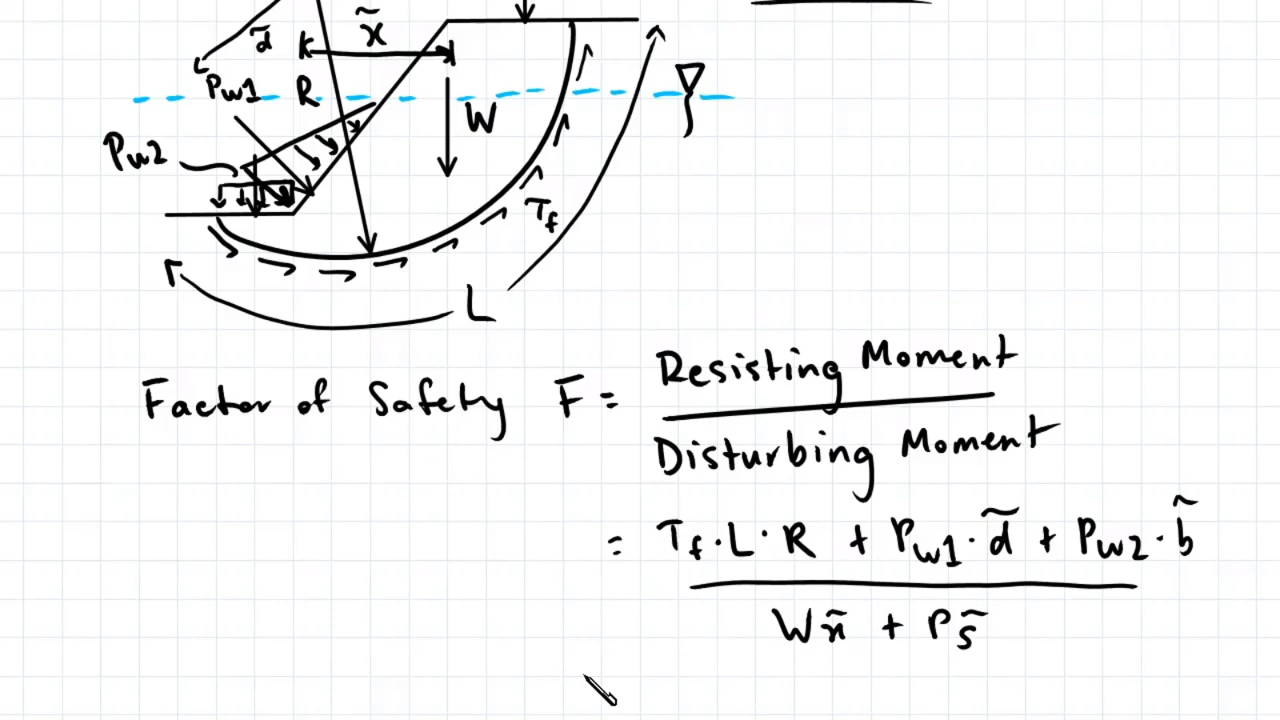 d̃
x̃
Pw1 R
W
Pw2
τf
L
Factor of Safety F = Resisting Moment
Disturbing Moment
= τf · L · R + Pw1 · d̃ + Pw2 · b̃
Wx̃ + Ps̃